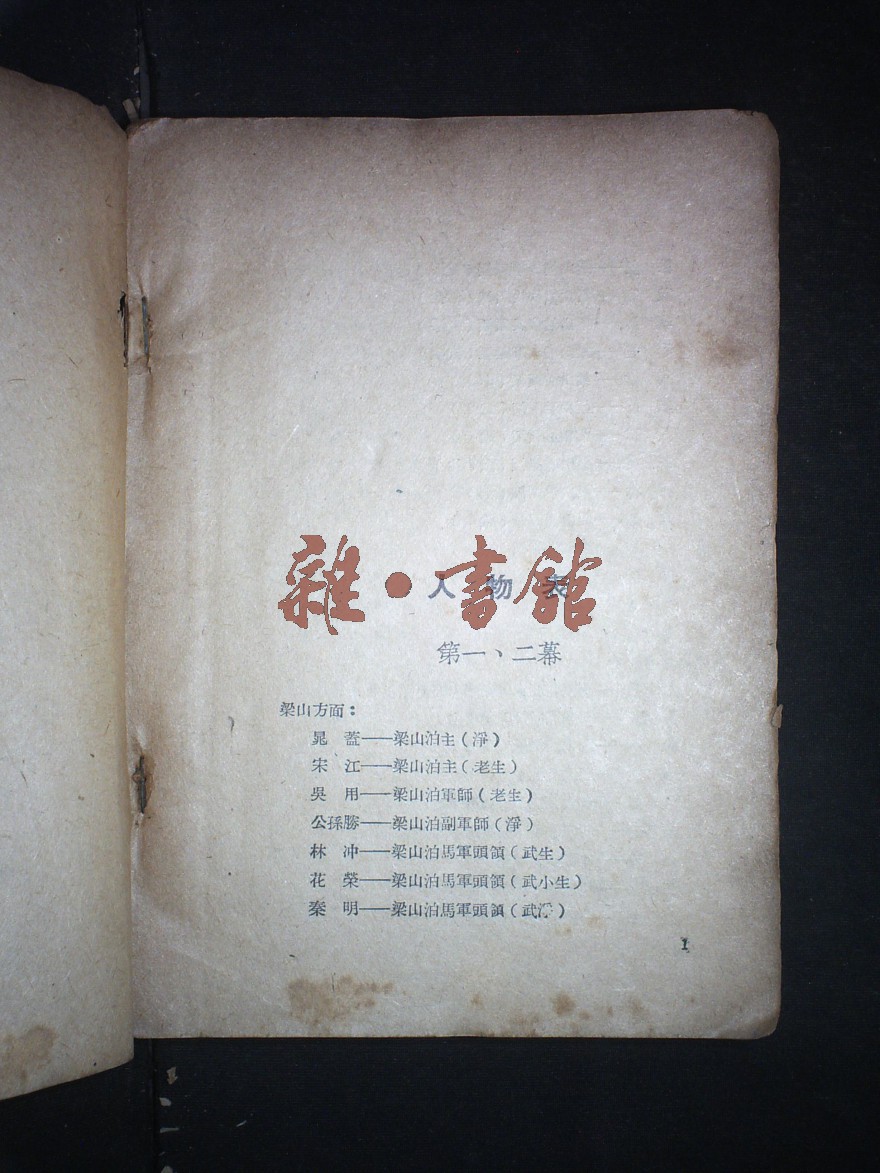 雜·書館
人物表
第一、二幕
梁山方面：
晁　蓋——梁山泊主（淨）
宋　江——梁山泊主（老生）
吳　用——梁山泊軍師（老生）
公孫勝——梁山泊副軍師（淨）
林　冲——梁山泊馬軍頭領（武生）
花　榮——梁山泊馬軍頭領（武小生）
秦　明——梁山泊馬軍頭領（武淨）
1